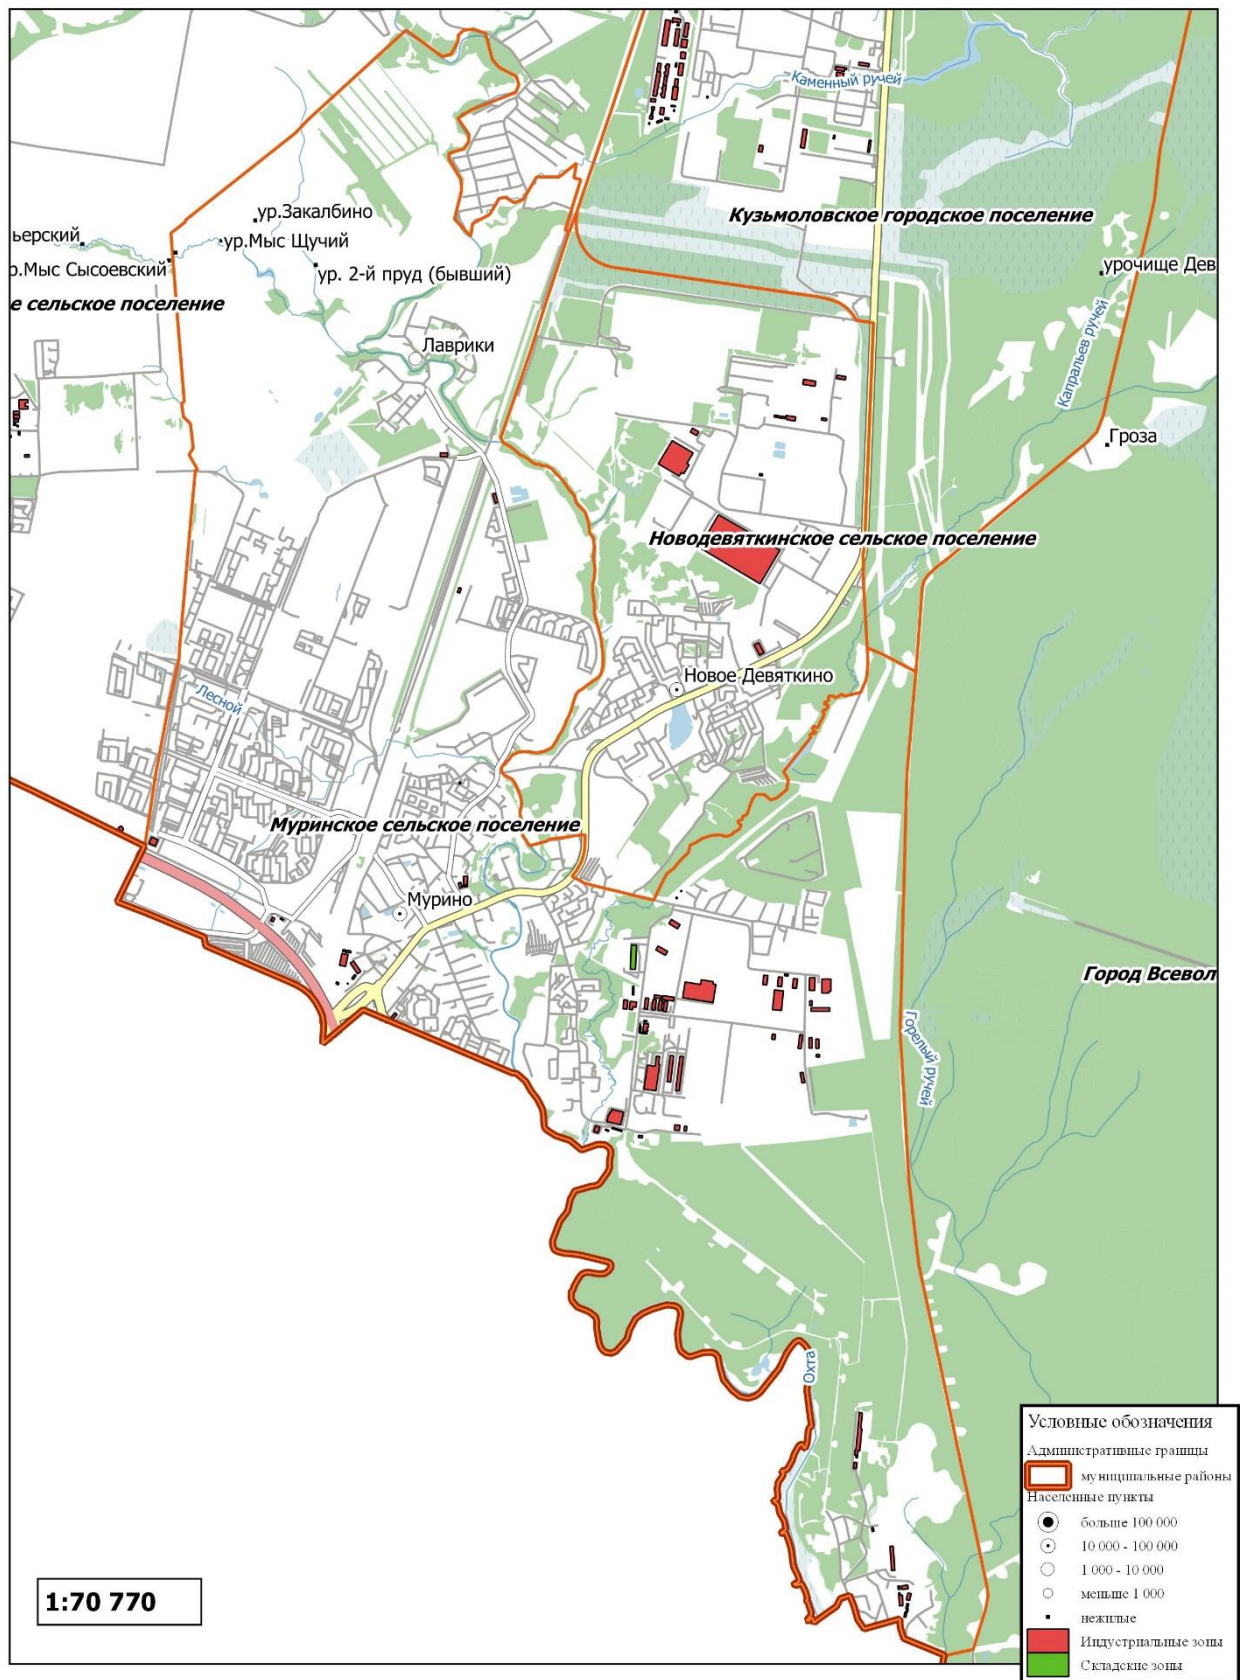 Каменный ручей
Кузьмоловское городское поселение
ур.Закалбино
ьерский
ур.Мыс Щучий
р.Мыс Сысоевский
ур. 2-й пруд (бывший)
урочище Дев
е сельское поселение
Лаврики
Капральев ручей
Гроза
Новодевяткинское сельское поселение
Новое Девяткино
Лесной
Муринское сельское поселение
Мурино
Город Всевол
Горелый ручей
Охта
1:70 770
Условные обозначения
Административные границы
муниципальные районы
Населенные пункты
больше 100 000
10 000 - 100 000
1 000 - 10 000
меньше 1 000
нежилые
Индустриальные зоны
Складские зоны